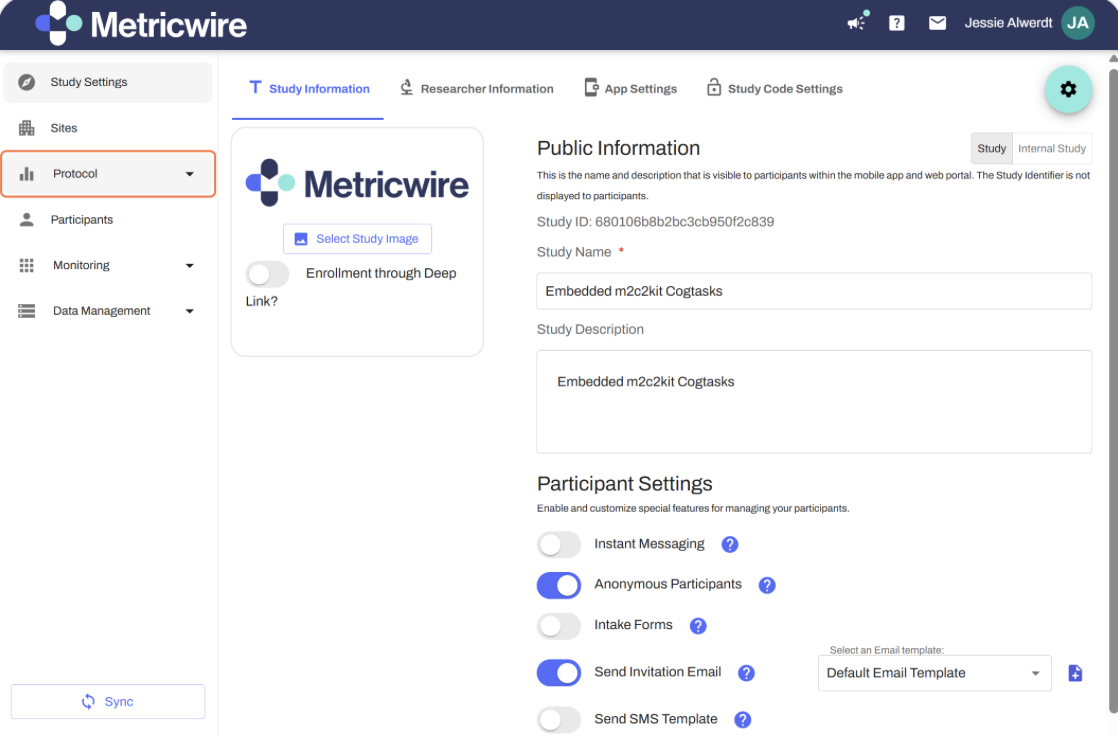 Metricwire
Jessie Alwerdt
JA
Study Settings
Sites
Protocol
Participants
Monitoring
Data Management
Sync
Study Information
Researcher Information
App Settings
Study Code Settings
Metricwire
Select Study Image
Enrollment through Deep
Link?
Public Information
Study
Internal Study
This is the name and description that is visible to participants within the mobile app and web portal. The Study Identifier is not
displayed to participants.
Study ID: 680106b8b2bc3cb950f2c839
Study Name *
Embedded m2c2kit Cogtasks
Study Description
Embedded m2c2kit Cogtasks
Participant Settings
Enable and customize special features for managing your participants.
Instant Messaging ?
Anonymous Participants ?
Intake Forms ?
Send Invitation Email ?
Select an Email template:
Default Email Template
Send SMS Template ?